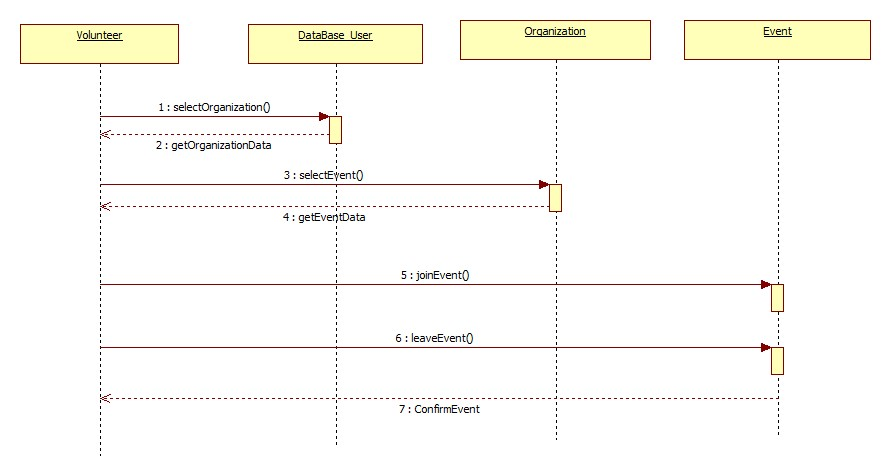 Volunteer
DataBase_User
Organization
Event
1 : selectOrganization()
2 : getOrganizationData
3 : selectEvent()
4 : getEventData
5 : joinEvent()
6 : leaveEvent()
7 : ConfirmEvent